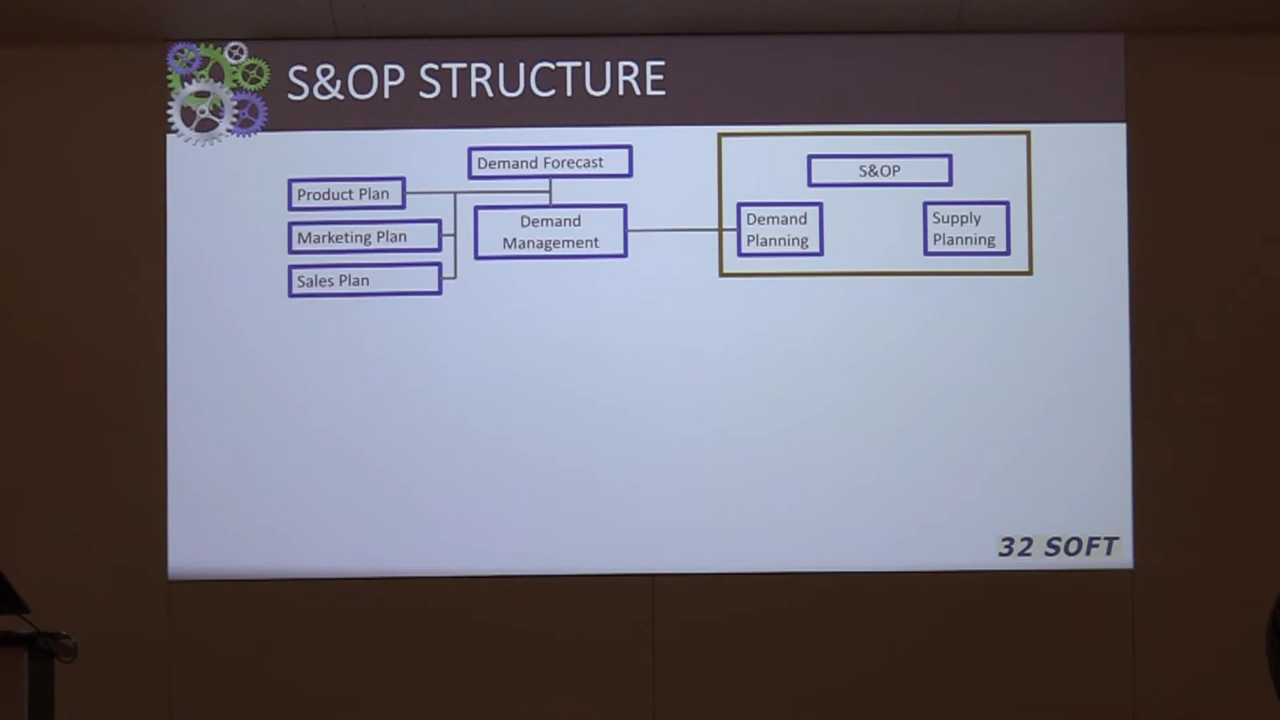 S&OP STRUCTURE
Demand Forecast
Product Plan
Marketing Plan
Sales Plan
Demand
Management
S&OP
Demand
Planning
Supply
Planning
32 SOFT